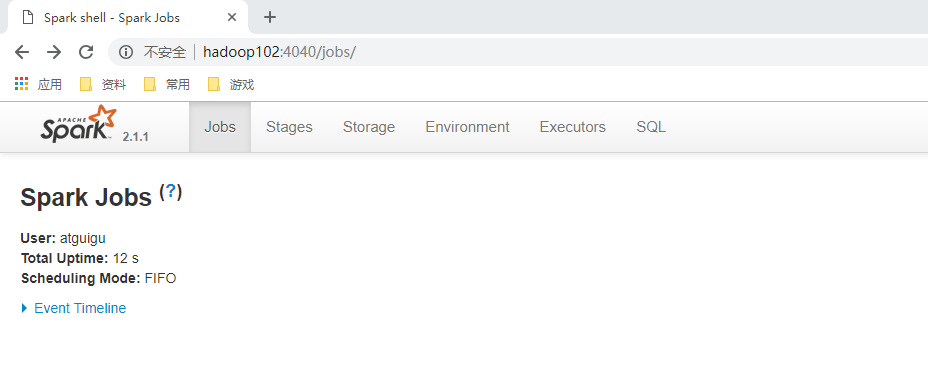 Spark shell - Spark Jobs
不安全 hadoop102:4040/jobs/
应用 资料 常用 游戏
APACHE Spark 2.1.1 Jobs Stages Storage Environment Executors SQL
Spark Jobs (?)
User: atguigu
Total Uptime: 12 s
Scheduling Mode: FIFO
Event Timeline